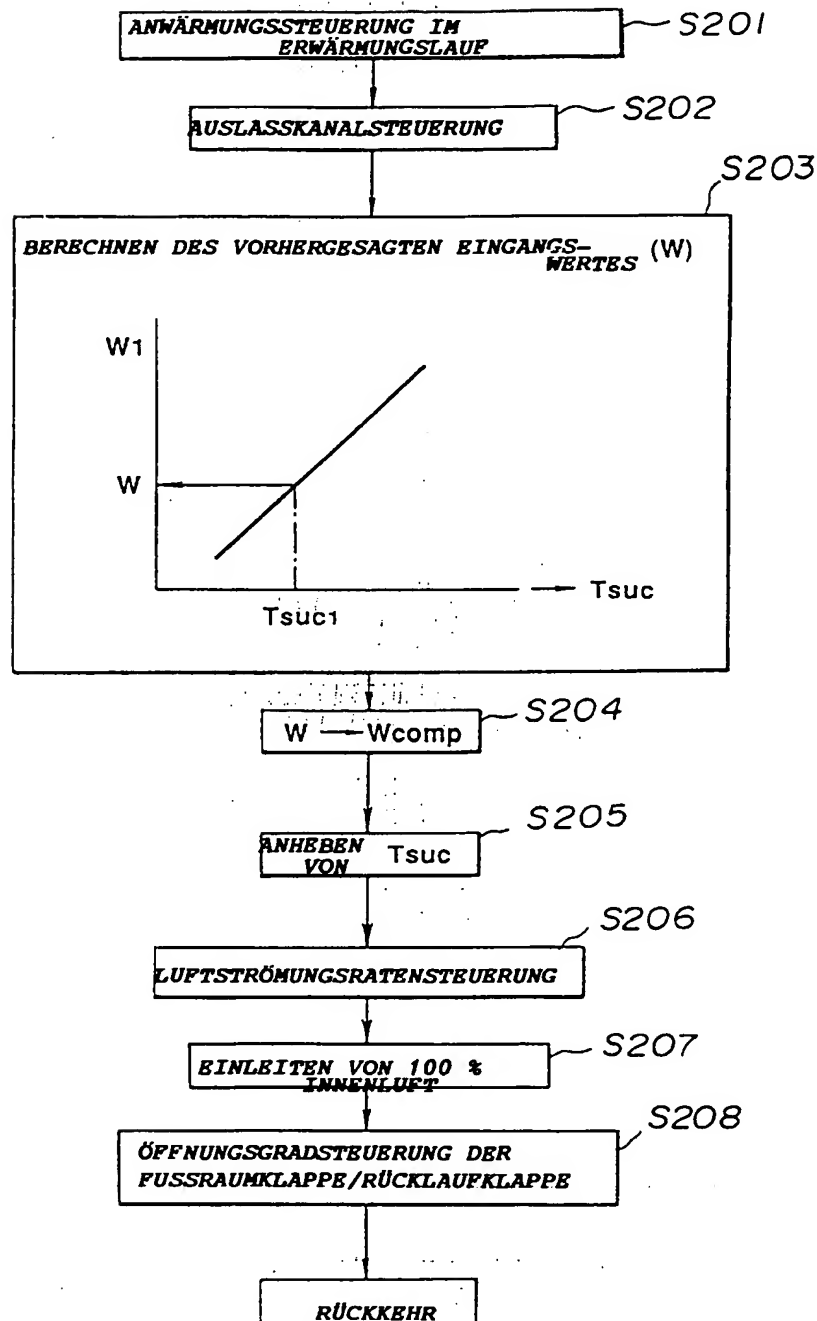 ANWÄRMUNGSSTEUERUNG IM
ERWÄRMUNGSLAUF
S201
AUSLASSKANALSTEUERUNG
S202
S203
BERECHNEN DES VORHERGESAGTEN EINGANGS-
WERTES (W)
W1
W
Tsuc
Tsuc1
W → Wcomp
S204
ANHEBEN
VON Tsuc
S205
LUFTSTRÖMUNGSRATENSTEUERUNG
S206
EINLEITEN VON 100 %
INNENLUFT
S207
ÖFFNUNGSGRADSTEUERUNG DER
FUSSRAUMKLAPPE/RÜCKLAUFKLAPPE
S208
RÜCKKEHR